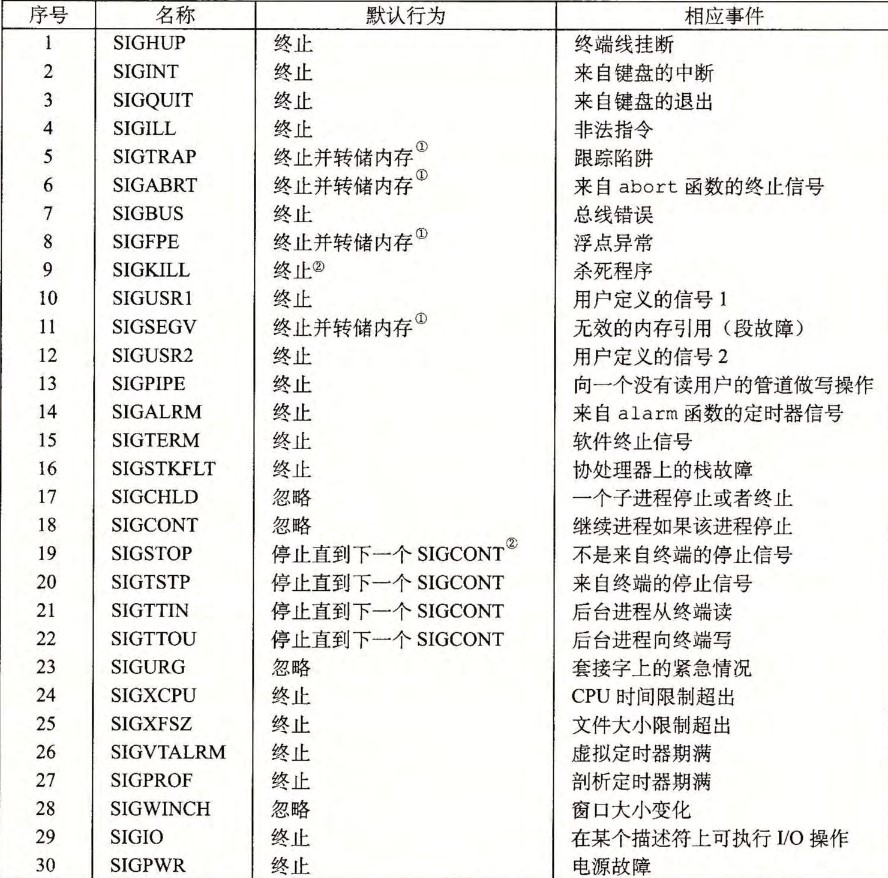 序号 名称 默认行为 相应事件
1 SIGHUP 终止 终端线挂断
2 SIGINT 终止 来自键盘的中断
3 SIGQUIT 终止 来自键盘的退出
4 SIGILL 终止 非法指令
5 SIGTRAP 终止并转储内存① 跟踪陷阱
6 SIGABRT 终止并转储内存① 来自 abort 函数的终止信号
7 SIGBUS 终止 总线错误
8 SIGFPE 终止并转储内存① 浮点异常
9 SIGKILL 终止② 杀死程序
10 SIGUSR1 终止 用户定义的信号 1
11 SIGSEGV 终止并转储内存① 无效的内存引用（段故障）
12 SIGUSR2 终止 用户定义的信号 2
13 SIGPIPE 终止 向一个没有读用户的管道做写操作
14 SIGALRM 终止 来自 alarm 函数的定时器信号
15 SIGTERM 终止 软件终止信号
16 SIGSTKFLT 终止 协处理器上的栈故障
17 SIGCHLD 忽略 一个子进程停止或者终止
18 SIGCONT 忽略 继续进程如果该进程停止
19 SIGSTOP 停止直到下一个 SIGCONT② 不是来自终端的停止信号
20 SIGTSTP 停止直到下一个 SIGCONT 来自终端的停止信号
21 SIGTTIN 停止直到下一个 SIGCONT 后台进程从终端读
22 SIGTTOU 停止直到下一个 SIGCONT 后台进程向终端写
23 SIGURG 忽略 套接字上的紧急情况
24 SIGXCPU 终止 CPU 时间限制超出
25 SIGXFSZ 终止 文件大小限制超出
26 SIGVTALRM 终止 虚拟定时器期满
27 SIGPROF 终止 剖析定时器期满
28 SIGWINCH 忽略 窗口大小变化
29 SIGIO 终止 在某个描述符上可执行 I/O 操作
30 SIGPWR 终止 电源故障